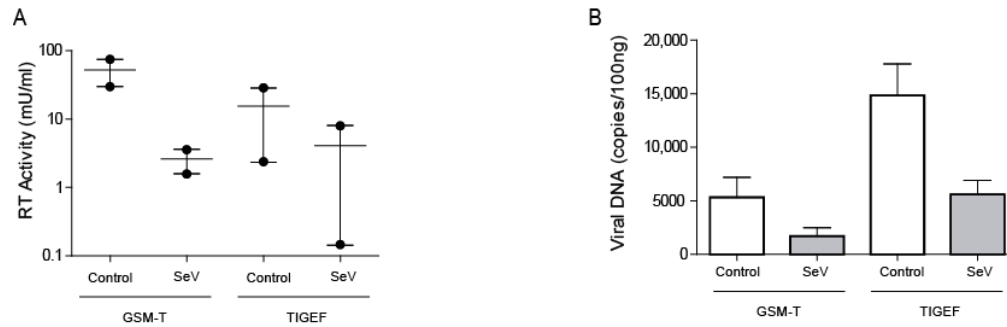 A
RT Activity (mU/ml)
100
10
1
0.1
Control
SeV
Control
SeV
GSM-T
TIGEF
B
Viral DNA (copies/100ng)
20,000
15,000
10,000
5000
0
Control
SeV
Control
SeV
GSM-T
TIGEF